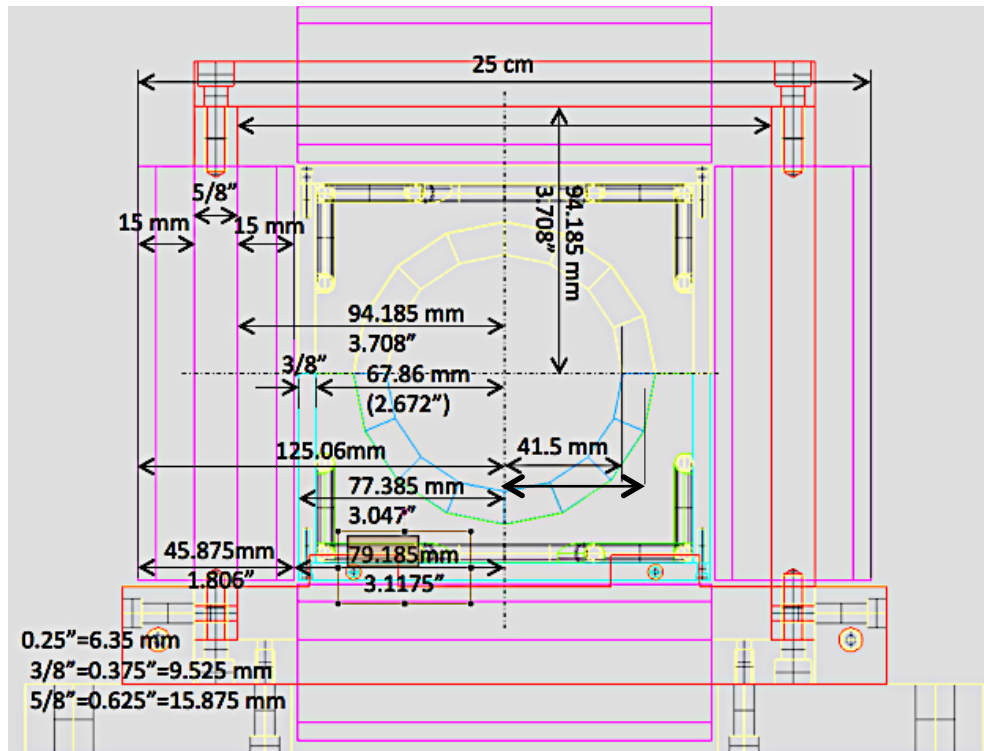 25 cm
5/8”
15 mm
15 mm
94.185 mm
3.708”
94.185 mm
3.708”
3/8”
67.86 mm
(2.672”)
125.06mm
41.5 mm
77.385 mm
3.047”
45.875mm
1.806”
79.185mm
3.1175”
0.25”=6.35 mm
3/8”=0.375”=9.525 mm
5/8”=0.625”=15.875 mm